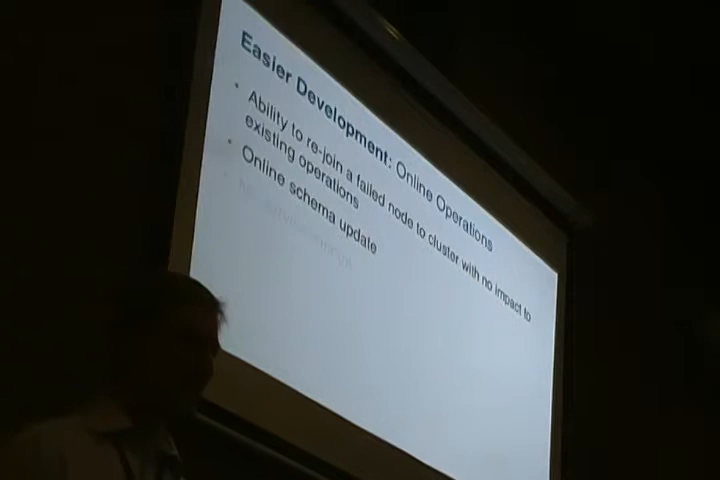 Easier Development: Online Operations
• Ability to re-join a failed node to cluster with no impact to
existing operations
• Online schema update